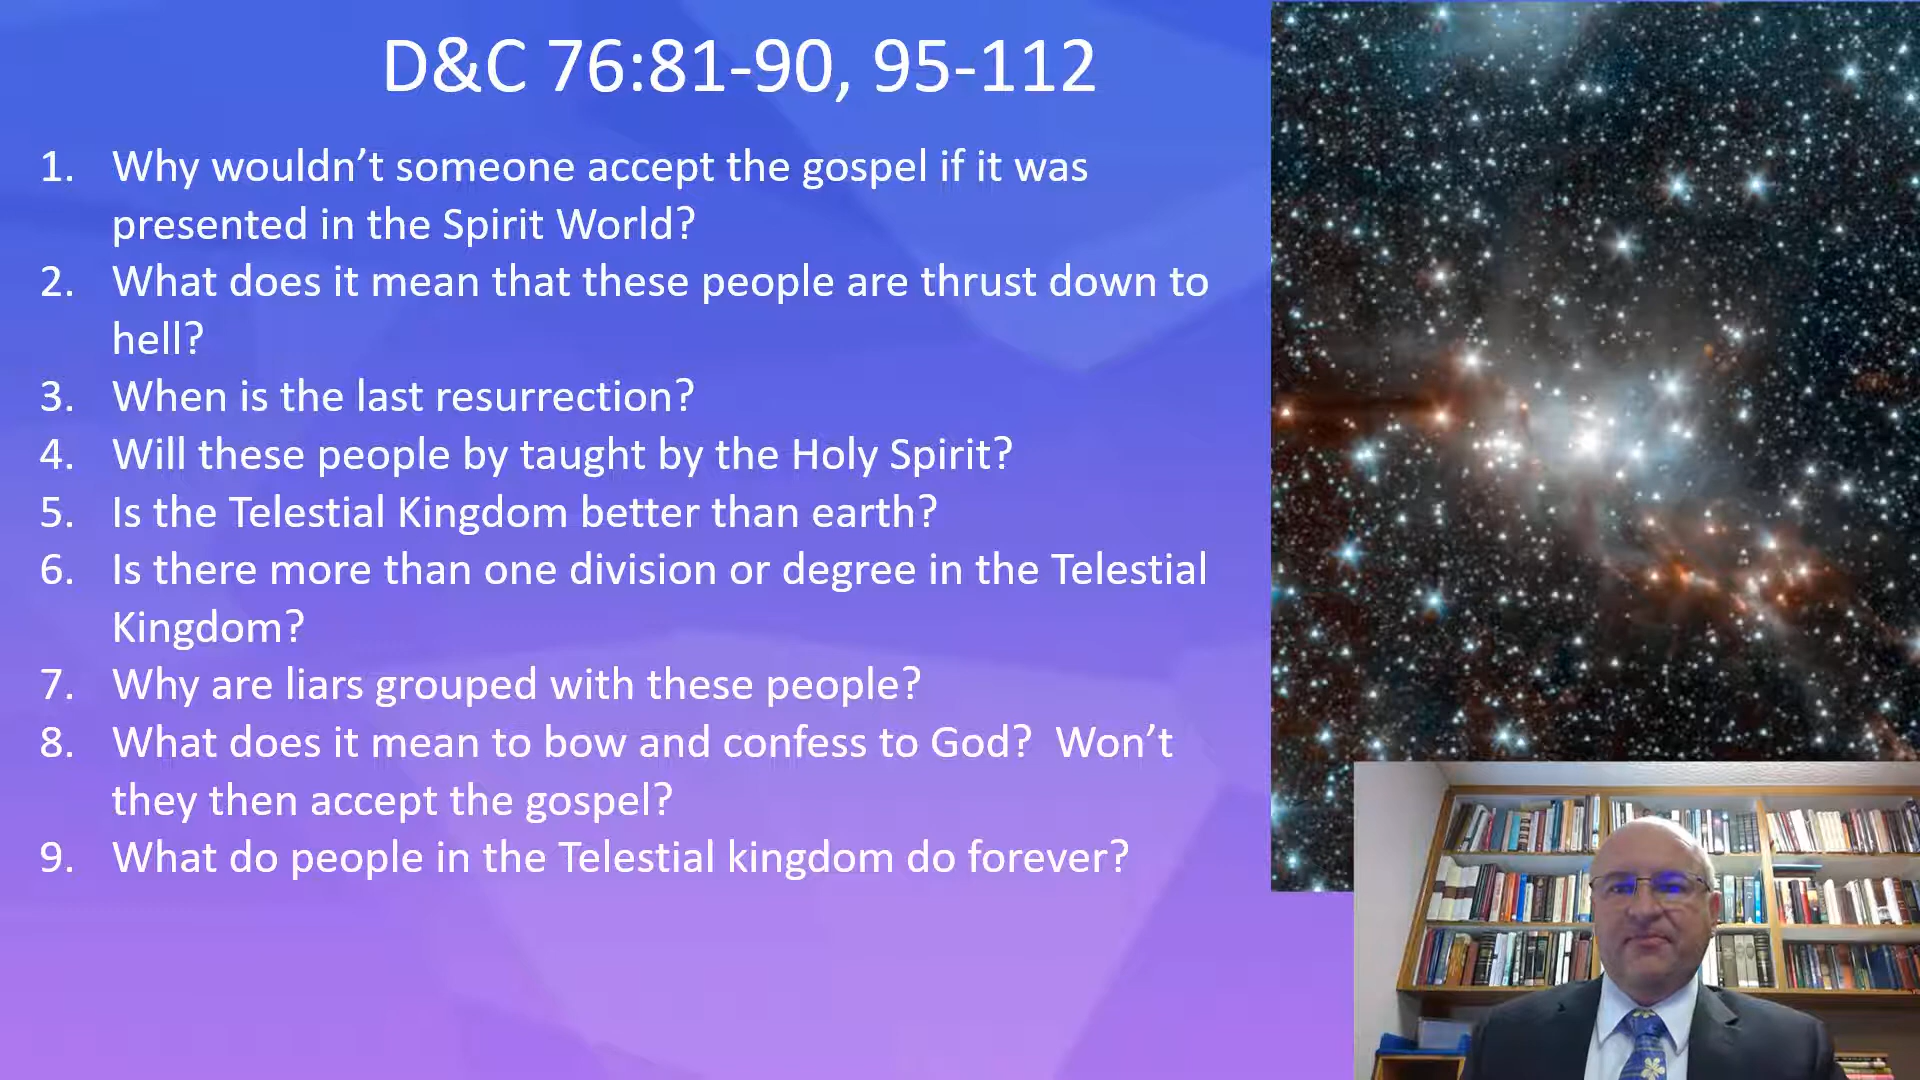 D&C 76:81-90, 95-112
1. Why wouldn’t someone accept the gospel if it was
presented in the Spirit World?
2. What does it mean that these people are thrust down to
hell?
3. When is the last resurrection?
4. Will these people by taught by the Holy Spirit?
5. Is the Telestial Kingdom better than earth?
6. Is there more than one division or degree in the Telestial
Kingdom?
7. Why are liars grouped with these people?
8. What does it mean to bow and confess to God?  Won’t
they then accept the gospel?
9. What do people in the Telestial kingdom do forever?